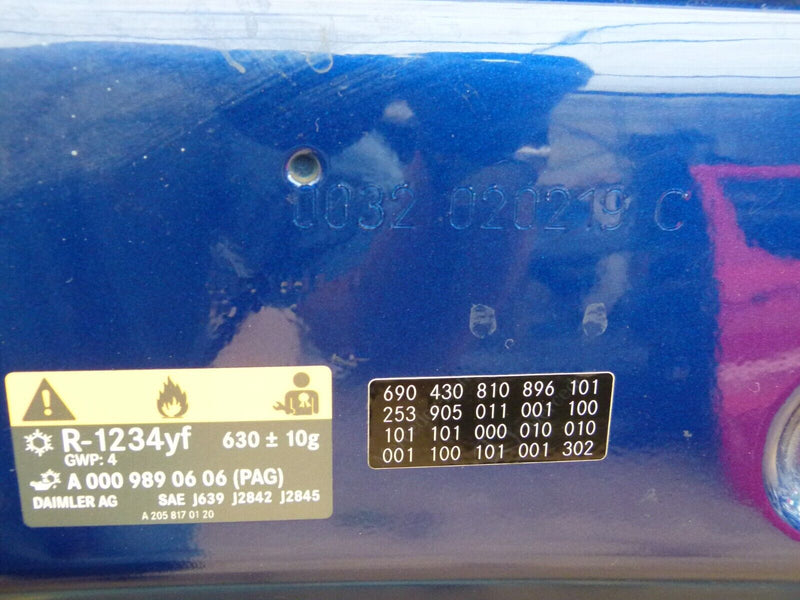 0032 020219 C
R-1234yf 630 ± 10g
GWP: 4
A 000 989 06 06 (PAG)
DAIMLER AG SAE J639 J2842 J2845
A 205 817 01 20
690 430 810 896 101
253 905 011 001 100
101 101 000 010 010
001 100 101 001 302